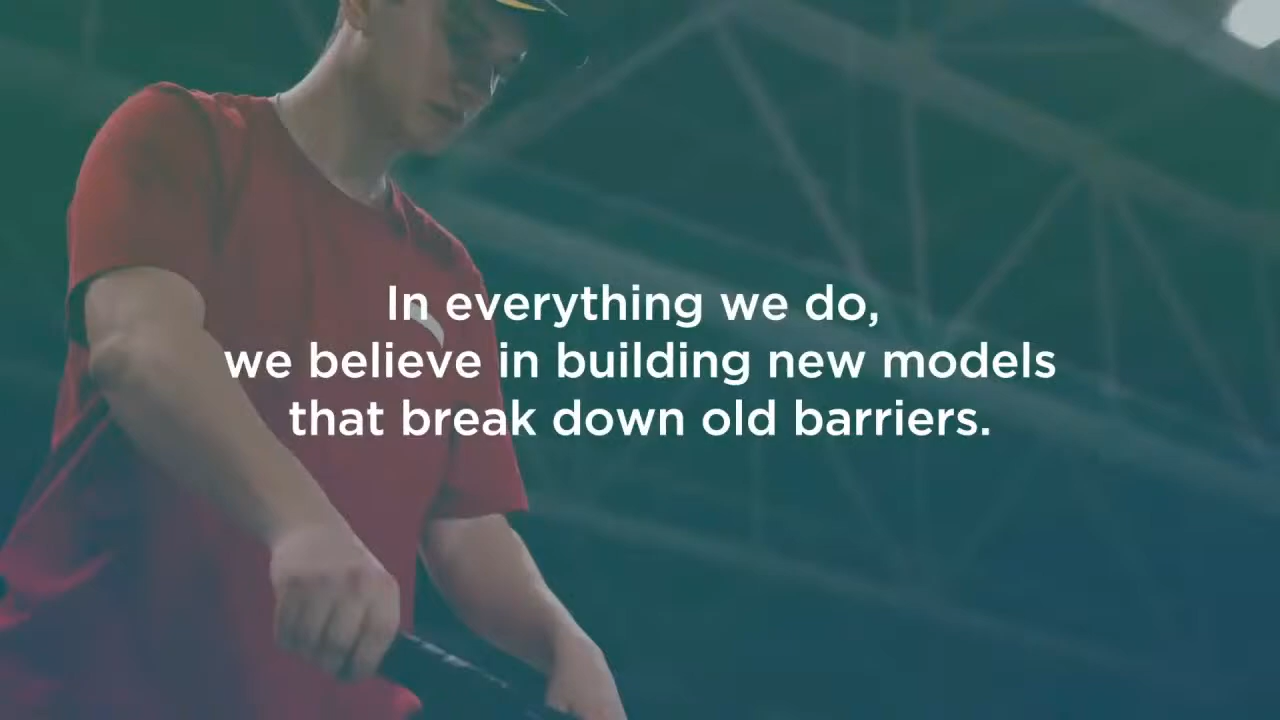 In everything we do,
we believe in building new models
that break down old barriers.